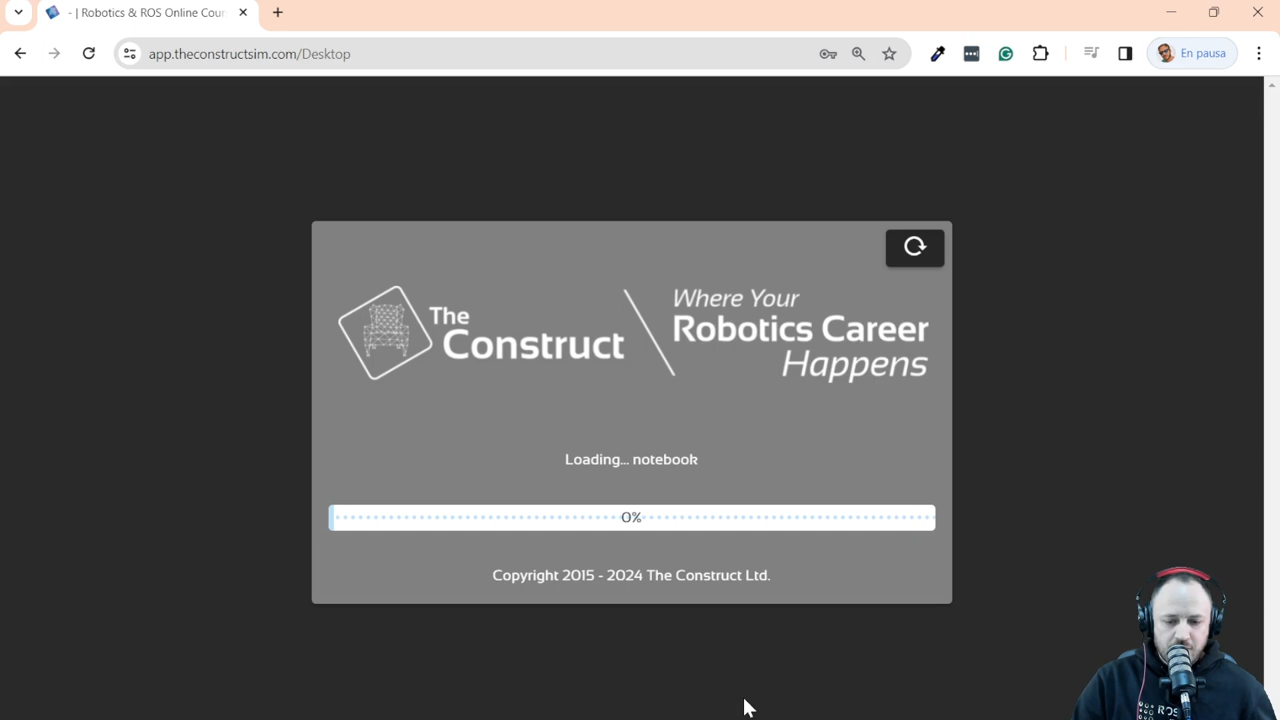 - | Robotics & ROS Online Cour
app.theconstructsim.com/Desktop
En pausa
The
Construct
Where Your
Robotics Career
Happens
Loading... notebook
0%
Copyright 2015 - 2024 The Construct Ltd.
ROS